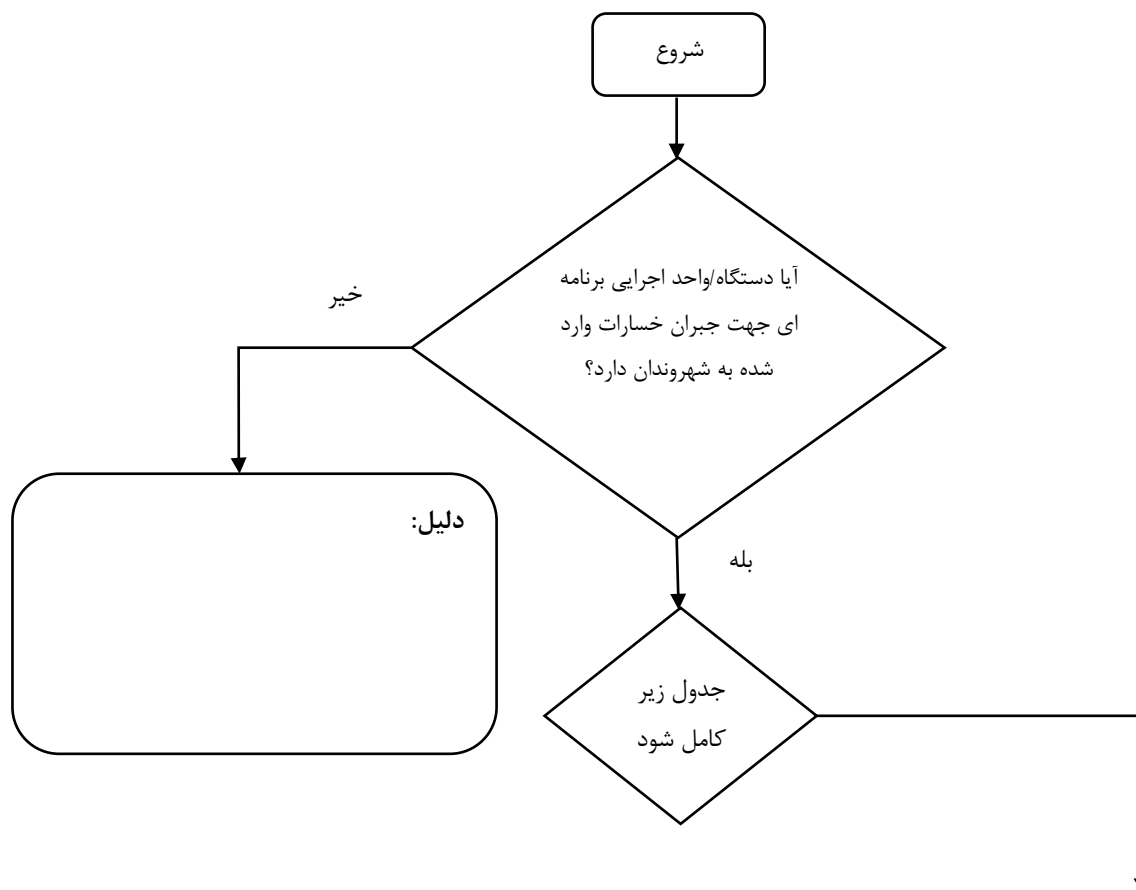 شروع
آیا دستگاه/واحد اجرایی برنامه
ای جهت جبران خسارات وارد
شده به شهروندان دارد؟
خیر
دلیل:
بله
جدول زیر
کامل شود